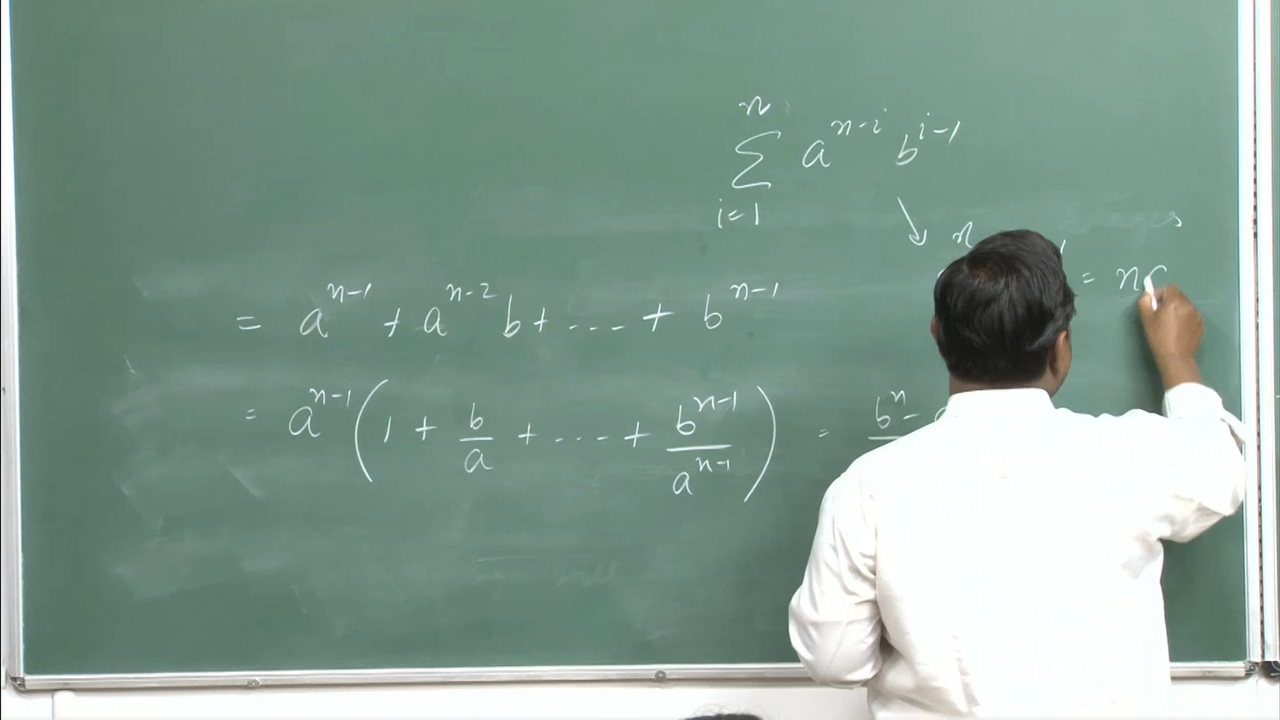 n
∑ a^{n-i} b^{i-1}
i=1
n
= n
= a^{n-1} + a^{n-2} b + .... + b^{n-1}
= a^{n-1} ( 1 + b/a + .... + b^{n-1}/a^{n-1} ) = b^n -